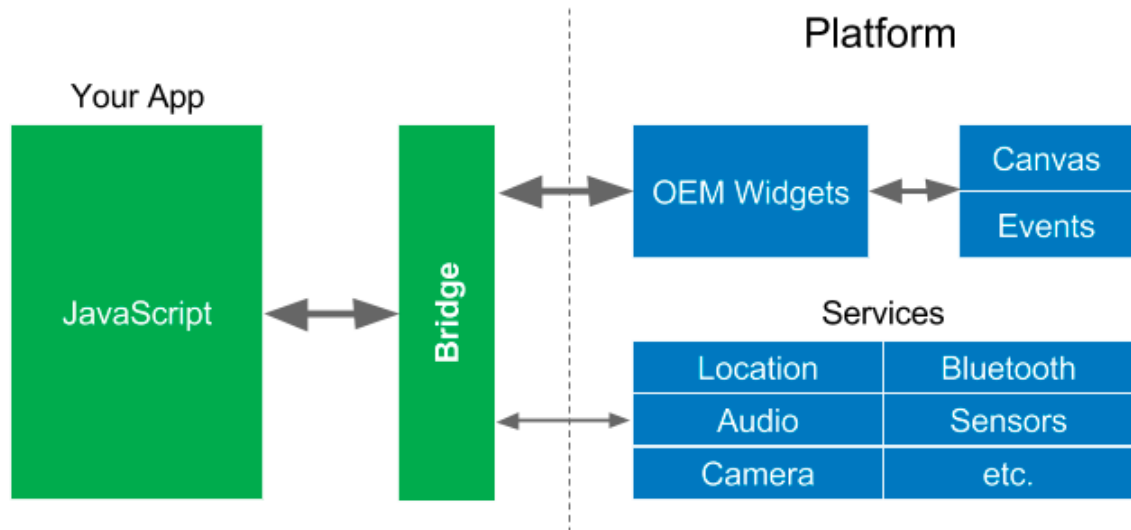 Platform
Your App
JavaScript
Bridge
OEM Widgets
Canvas
Events
Services
Location
Bluetooth
Audio
Sensors
Camera
etc.